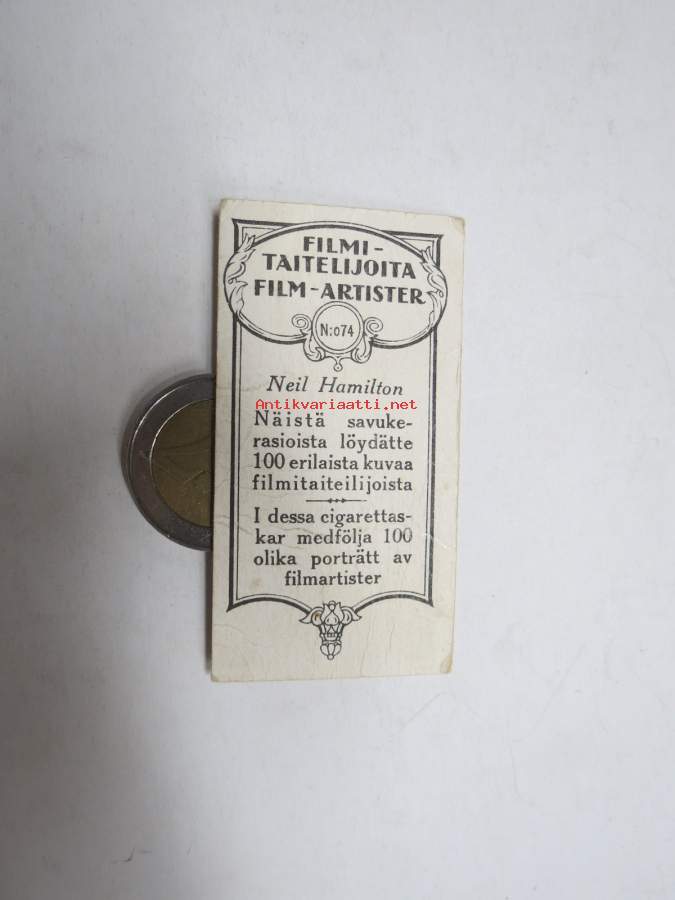 FILMI-
TAITELIJOITA
FILM-ARTISTER
N:o74
Neil Hamilton
Antikvariaatti.net
Näistä savuke-
rasioista löydätte
100 erilaista kuvaa
filmitaiteilijoista
I dessa cigarettas-
kar medfölja 100
olika porträtt av
filmartister